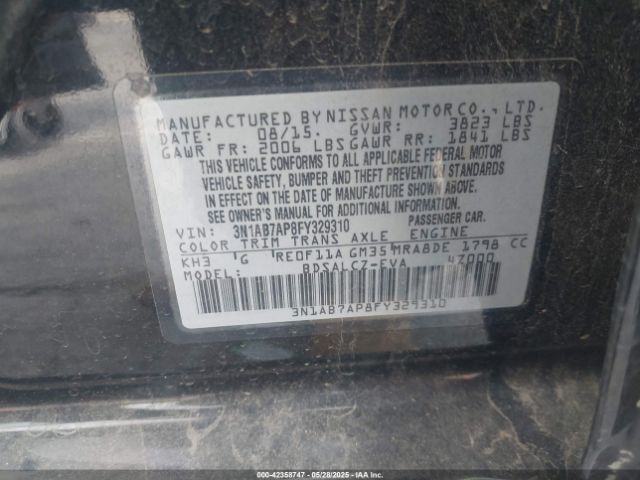 MANUFACTURED BY NISSAN MOTOR CO., LTD.
DATE: 08/15. GVWR: 3823 LBS
GAWR FR: 2006 LBS GAWR RR: 1841 LBS
THIS VEHICLE CONFORMS TO ALL APPLICABLE FEDERAL MOTOR
VEHICLE SAFETY, BUMPER AND THEFT PREVENTION STANDARDS
IN EFFECT ON THE DATE OF MANUFACTURE SHOWN ABOVE.
SEE OWNER'S MANUAL FOR ADDITIONAL INFORMATION.
VIN: 3N1AB7AP8FY329310 PASSENGER CAR.
COLOR TRIM TRANS AXLE ENGINE
KH3 'G 'RE0F11A GM35 MRA8DE 1798 CC
MODEL: BDSALCZ-EVA 4Z000
3N1AB7AP8FY329310
000-42358747 05/28/2025 IAAI.COM